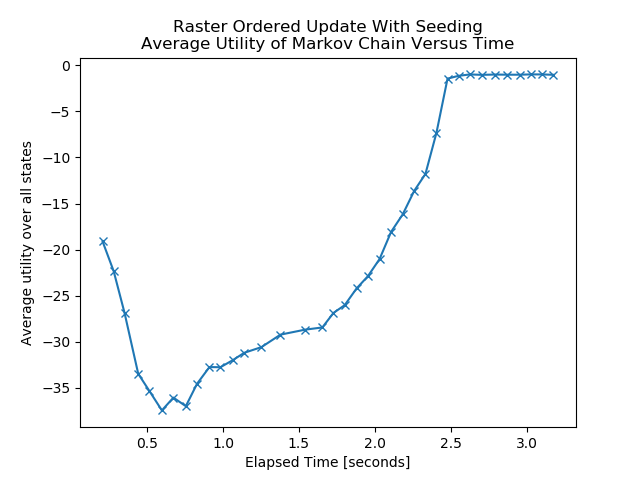 Raster Ordered Update With Seeding
Average Utility of Markov Chain Versus Time
0
−5
−10
−15
−20
−25
−30
−35
Average utility over all states
0.5 1.0 1.5 2.0 2.5 3.0
Elapsed Time [seconds]